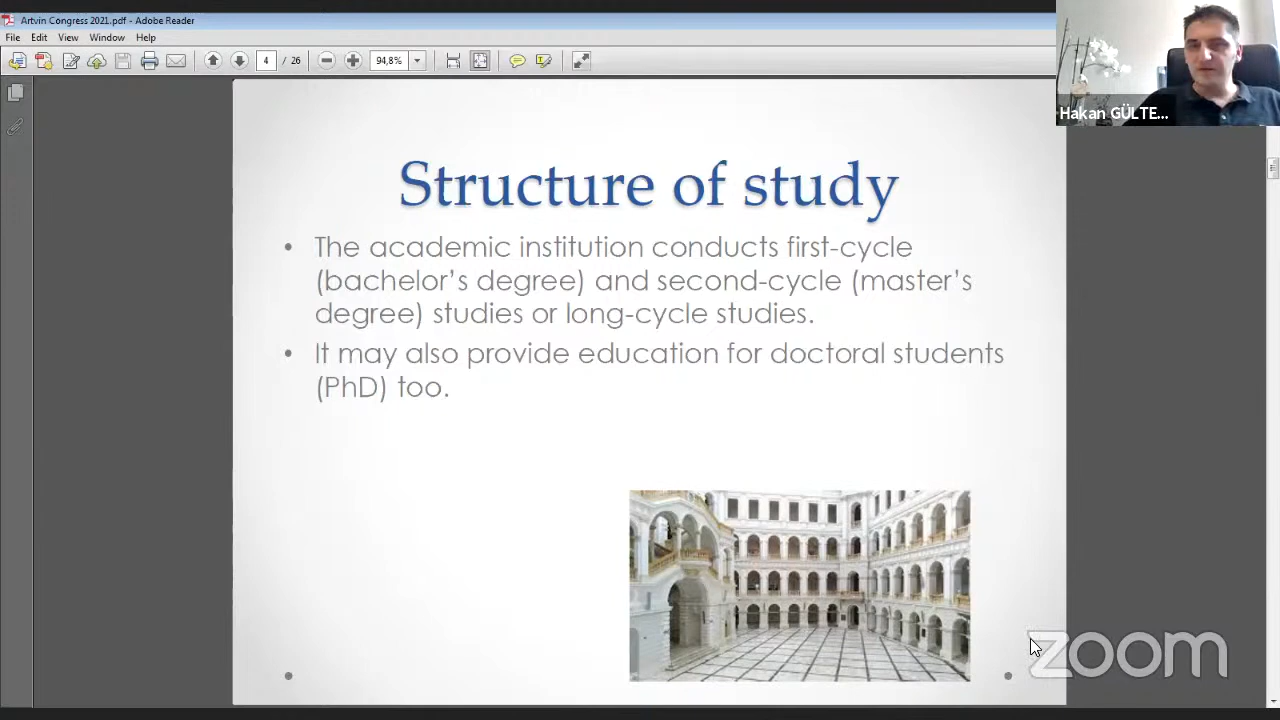 Artvin Congress 2021.pdf - Adobe Reader
File Edit View Window Help
4 / 26
94,8%
Hakan GÜLTE...
Structure of study
• The academic institution conducts first-cycle
(bachelor's degree) and second-cycle (master's
degree) studies or long-cycle studies.
• It may also provide education for doctoral students
(PhD) too.
zoom